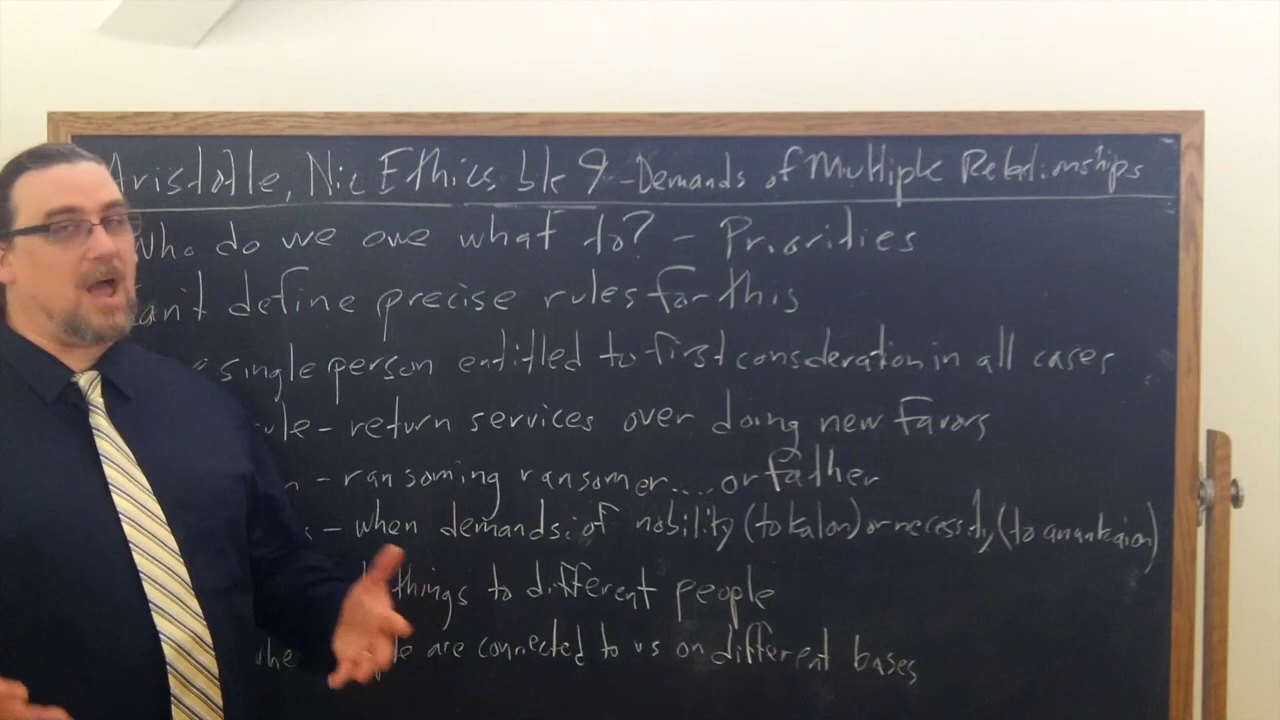 Aristotle, Nic Ethics bk 9 - Demands of Multiple Relationships
Who do we owe what to? - Priorities
an't define precise rules for this
single person entitled to first consideration in all cases
ule - return services over doing new favors
n - ransoming ransomer.... or father
s - when demands of nobility (to kalon) or necessity (to anankaion)
things to different people
whe are connected to us on different bases